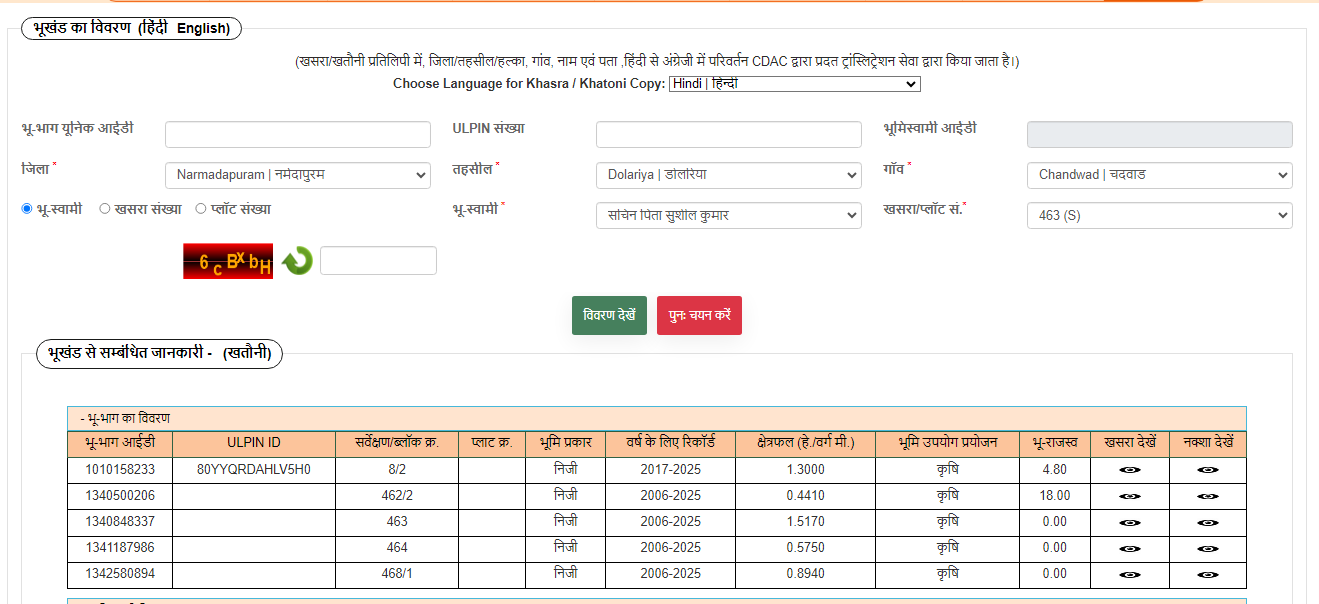 भूखंड का विवरण (हिंदी English)
(खसरा/खतौनी प्रतिलिपी में, जिला/तहसील/हल्का, गांव, नाम एवं पता ,हिंदी से अंग्रेजी में परिवर्तन CDAC द्वारा प्रदत ट्रांस्लिट्रेशन सेवा द्वारा किया जाता है।)
Choose Language for Khasra / Khatoni Copy: Hindi | हिन्दी
भू-भाग यूनिक आईडी ULPIN संख्या भूमिस्वामी आईडी
जिला * Narmadapuram | नर्मदापुरम तहसील * Dolariya | डोलरिया गाँव * Chandwad | चदवाड
भू-स्वामी खसरा संख्या प्लॉट संख्या भू-स्वामी * सचिन पिता सुशील कुमार खसरा/प्लॉट सं.* 463 (S)
6 c B X b H
विवरण देखें पुनः चयन करें
भूखंड से सम्बंधित जानकारी - (खतौनी)
- भू-भाग का विवरण
भू-भाग आईडी ULPIN ID सर्वेक्षण/ब्लॉक क्र. प्लाट क्र. भूमि प्रकार वर्ष के लिए रिकॉर्ड क्षेत्रफल (हे./वर्ग मी.) भूमि उपयोग प्रयोजन भू-राजस्व खसरा देखें नक्शा देखें
1010158233 80YYQRDAHLV5H0 8/2 निजी 2017-2025 1.3000 कृषि 4.80
1340500206 462/2 निजी 2006-2025 0.4410 कृषि 18.00
1340848337 463 निजी 2006-2025 1.5170 कृषि 0.00
1341187986 464 निजी 2006-2025 0.5750 कृषि 0.00
1342580894 468/1 निजी 2006-2025 0.8940 कृषि 0.00